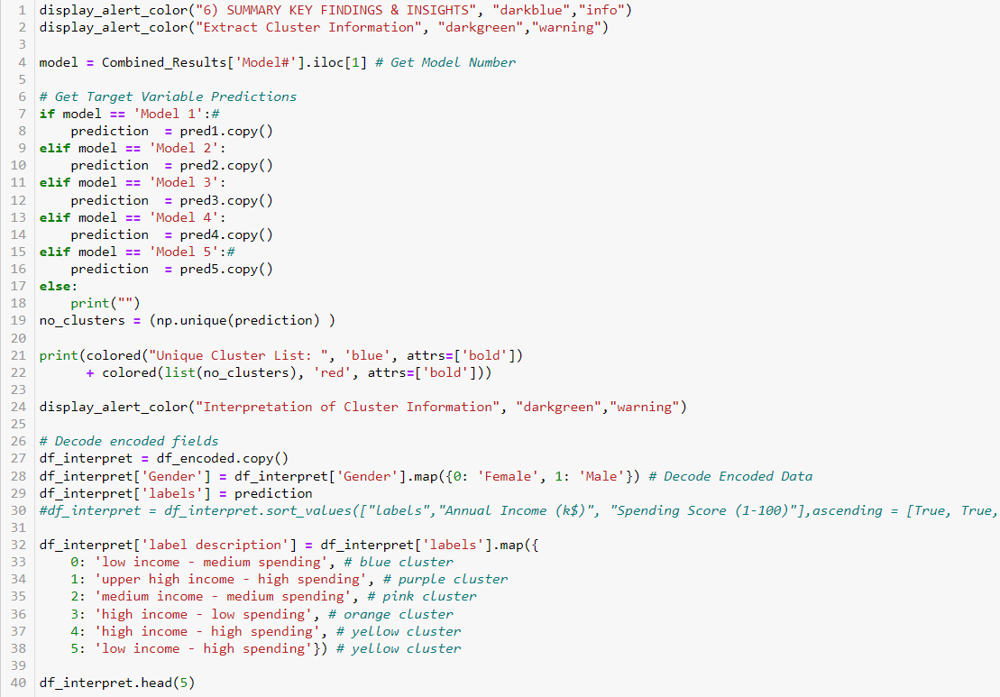 1 display_alert_color("6) SUMMARY KEY FINDINGS & INSIGHTS", "darkblue","info")
2 display_alert_color("Extract Cluster Information", "darkgreen","warning")
3
4 model = Combined_Results['Model#'].iloc[1] # Get Model Number
5
6 # Get Target Variable Predictions
7 if model == 'Model 1':#
8     prediction  = pred1.copy()
9 elif model == 'Model 2':
10     prediction  = pred2.copy()
11 elif model == 'Model 3':
12     prediction  = pred3.copy()
13 elif model == 'Model 4':
14     prediction  = pred4.copy()
15 elif model == 'Model 5':#
16     prediction  = pred5.copy()
17 else:
18     print("")
19 no_clusters = (np.unique(prediction) )
20
21 print(colored("Unique Cluster List: ", 'blue', attrs=['bold'])
22       + colored(list(no_clusters), 'red', attrs=['bold']))
23
24 display_alert_color("Interpretation of Cluster Information", "darkgreen","warning")
25
26 # Decode encoded fields
27 df_interpret = df_encoded.copy()
28 df_interpret['Gender'] = df_interpret['Gender'].map({0: 'Female', 1: 'Male'}) # Decode Encoded Data
29 df_interpret['labels'] = prediction
30 #df_interpret = df_interpret.sort_values(["labels","Annual Income (k$)", "Spending Score (1-100)"],ascending = [True, True,
31
32 df_interpret['label description'] = df_interpret['labels'].map({
33     0: 'low income - medium spending', # blue cluster
34     1: 'upper high income - high spending', # purple cluster
35     2: 'medium income - medium spending', # pink cluster
36     3: 'high income - low spending', # orange cluster
37     4: 'high income - high spending', # yellow cluster
38     5: 'low income - high spending'}) # yellow cluster
39
40 df_interpret.head(5)